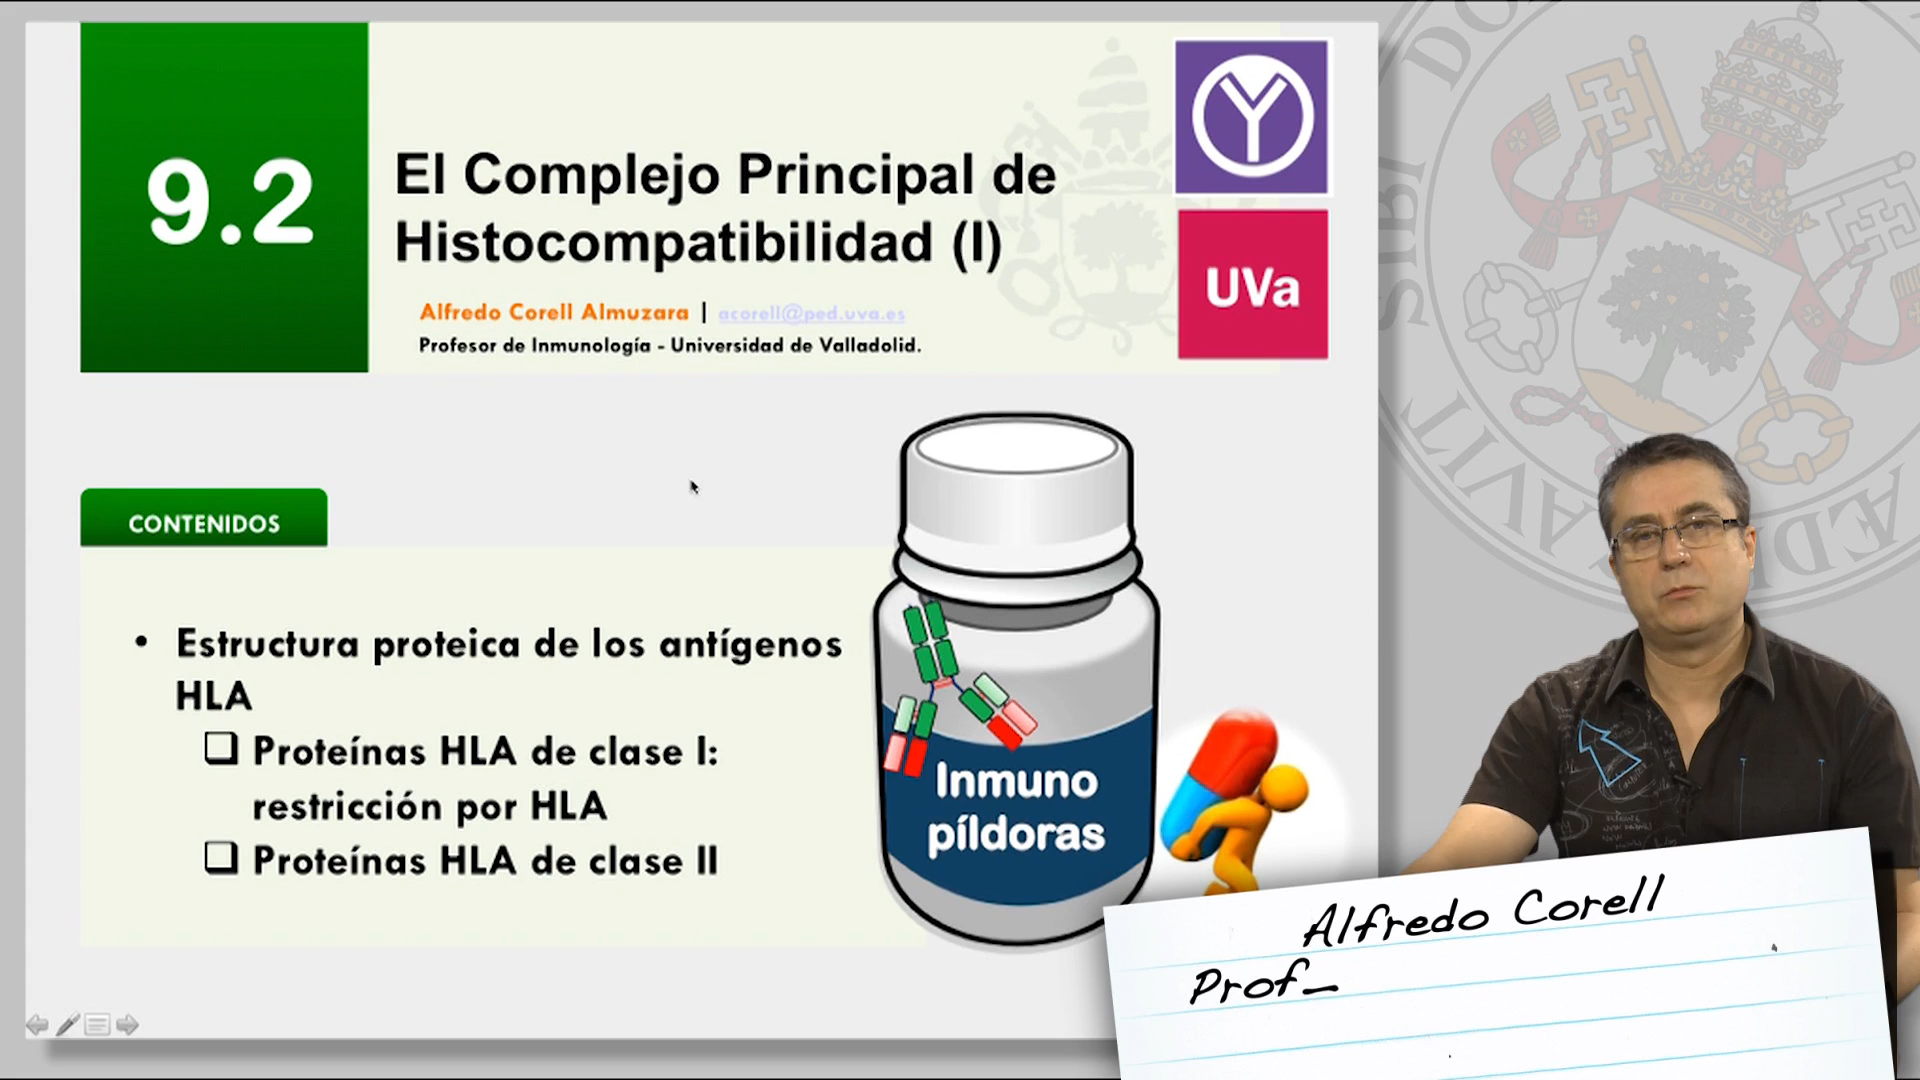 9.2
El Complejo Principal de
Histocompatibilidad (I)
Alfredo Corell Almuzara | acorell@ped.uva.es
Profesor de Inmunología - Universidad de Valladolid.
Y
UVa
CONTENIDOS
• Estructura proteica de los antígenos
HLA
❑ Proteínas HLA de clase I:
restricción por HLA
❑ Proteínas HLA de clase II
Inmuno
píldoras
Alfredo Corell
Prof_